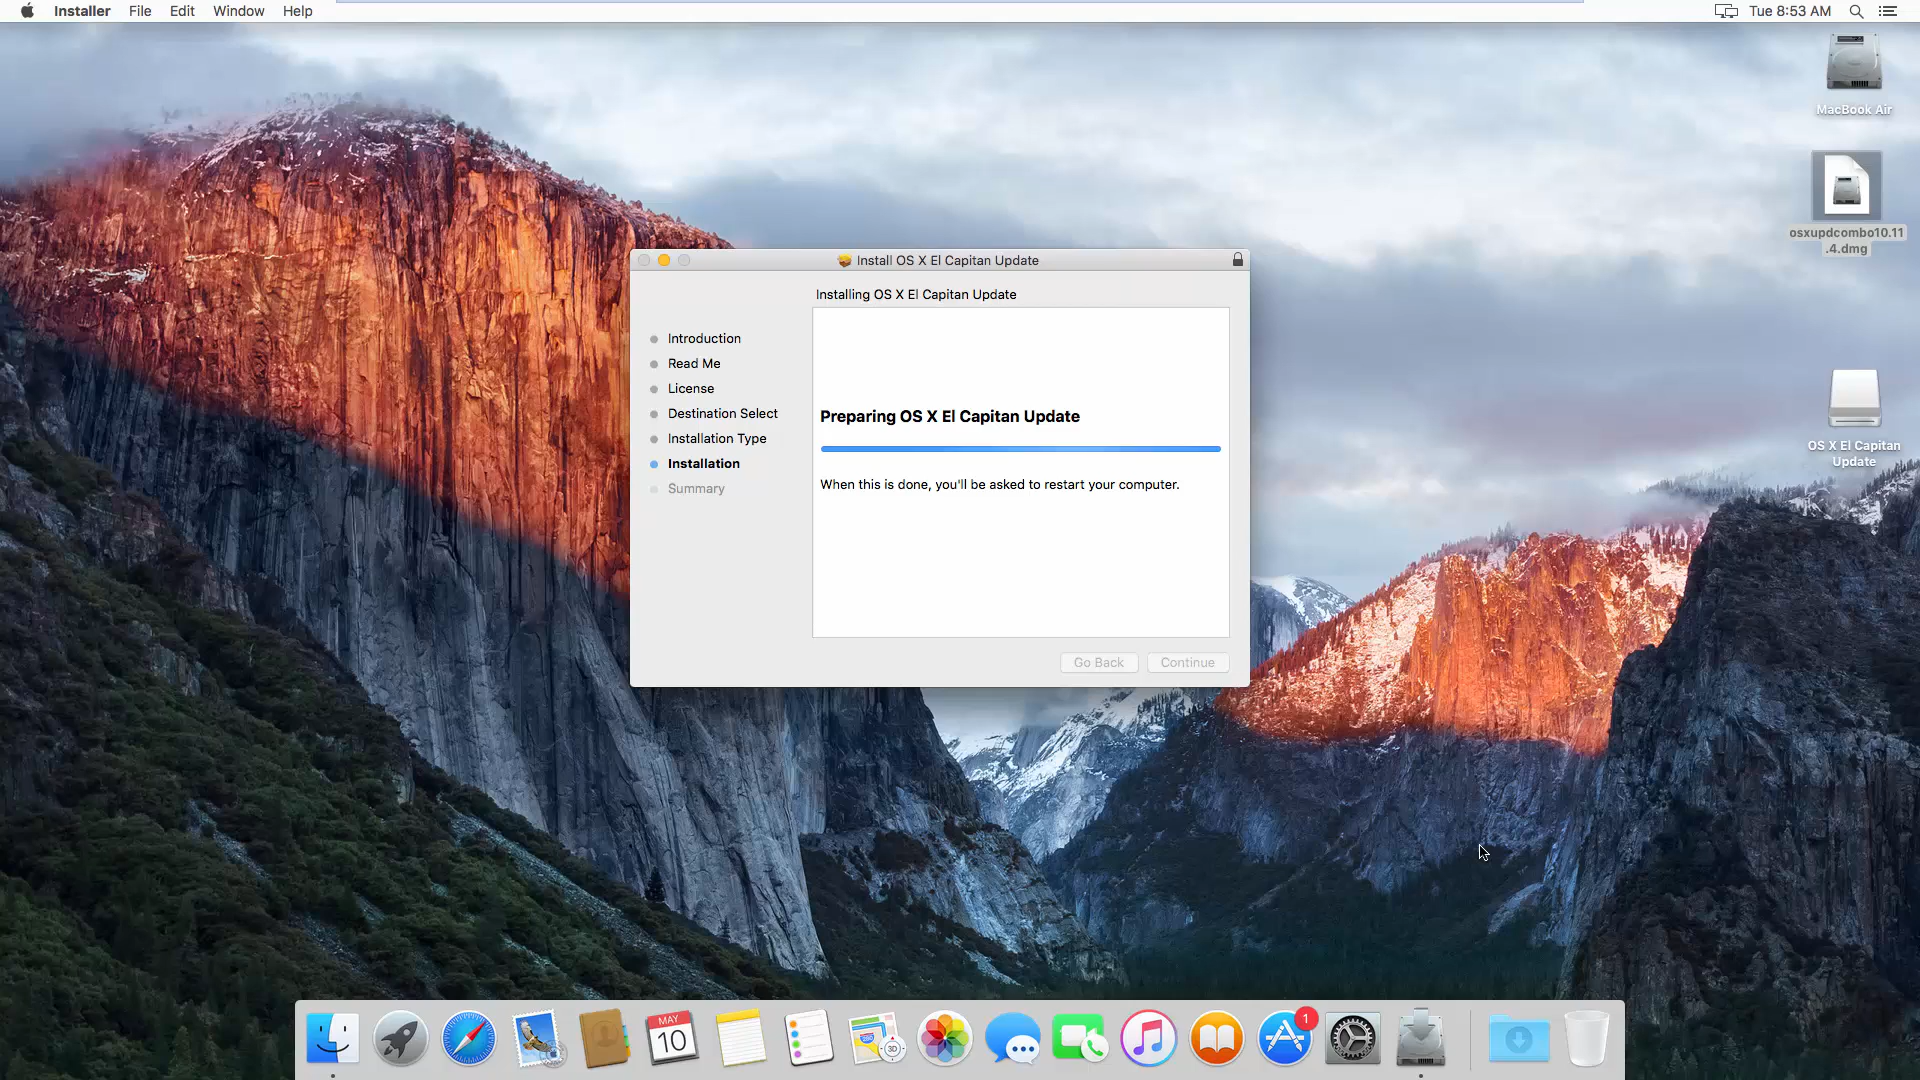 Installer File Edit Window Help
Tue 8:53 AM
MacBook Air
osxupdcombo10.11
.4.dmg
Install OS X El Capitan Update
Installing OS X El Capitan Update
Introduction
Read Me
License
Destination Select
Installation Type
Installation
Summary
Preparing OS X El Capitan Update
When this is done, you'll be asked to restart your computer.
Go Back Continue
OS X El Capitan
Update
MAY
10
280
3D
1